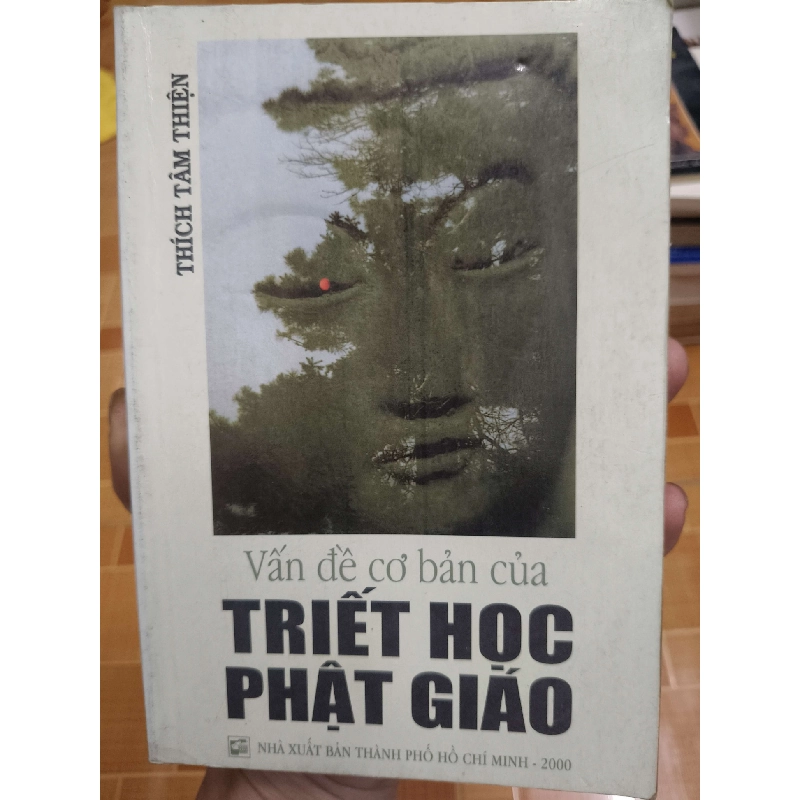 THÍCH TÂM THIỆN
Vấn đề cơ bản của
TRIẾT HỌC
PHẬT GIÁO
NHÀ XUẤT BẢN THÀNH PHỐ HỒ CHÍ MINH - 2000